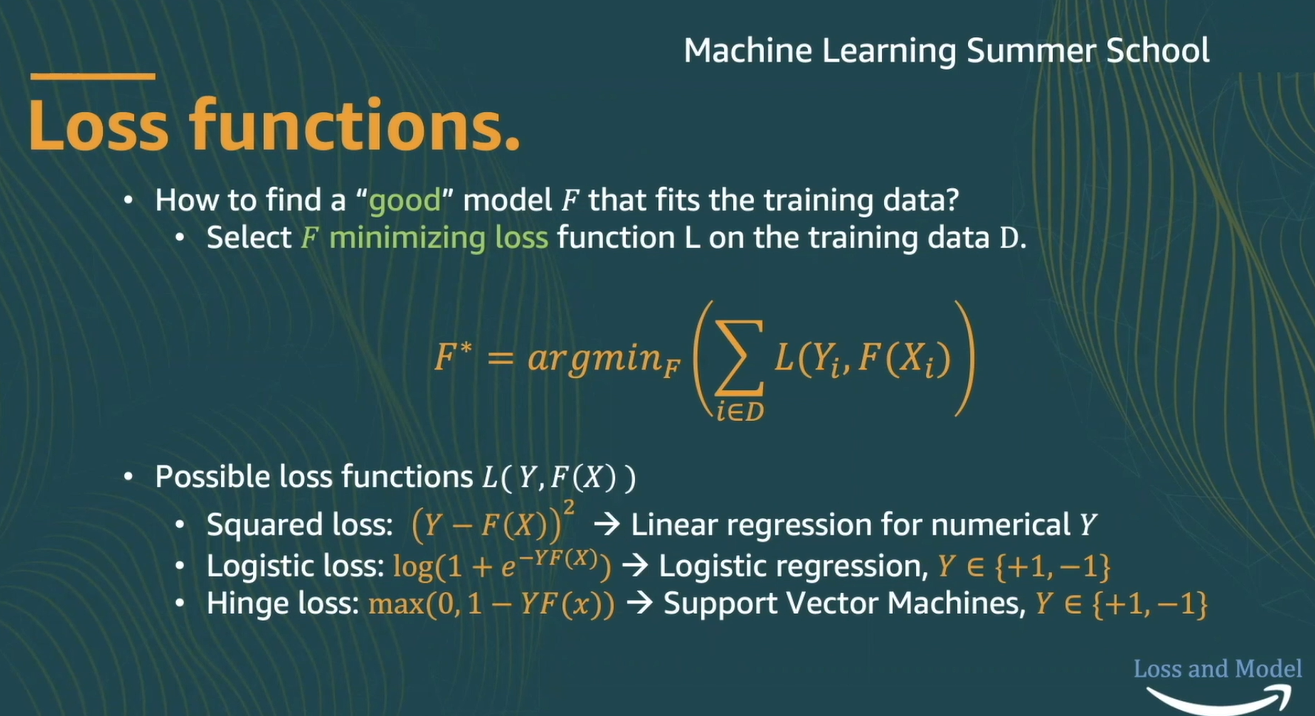 Machine Learning Summer School
Loss functions.
• How to find a “good” model F that fits the training data?
• Select F minimizing loss function L on the training data D.
F* = argmin_F (∑_{i∈D} L(Y_i, F(X_i))
• Possible loss functions L( Y, F(X) )
• Squared loss: (Y − F(X))² → Linear regression for numerical Y
• Logistic loss: log(1 + e^{−YF(X)}) → Logistic regression, Y ∈ {+1, −1}
• Hinge loss: max(0, 1 − YF(x)) → Support Vector Machines, Y ∈ {+1, −1}
Loss and Model